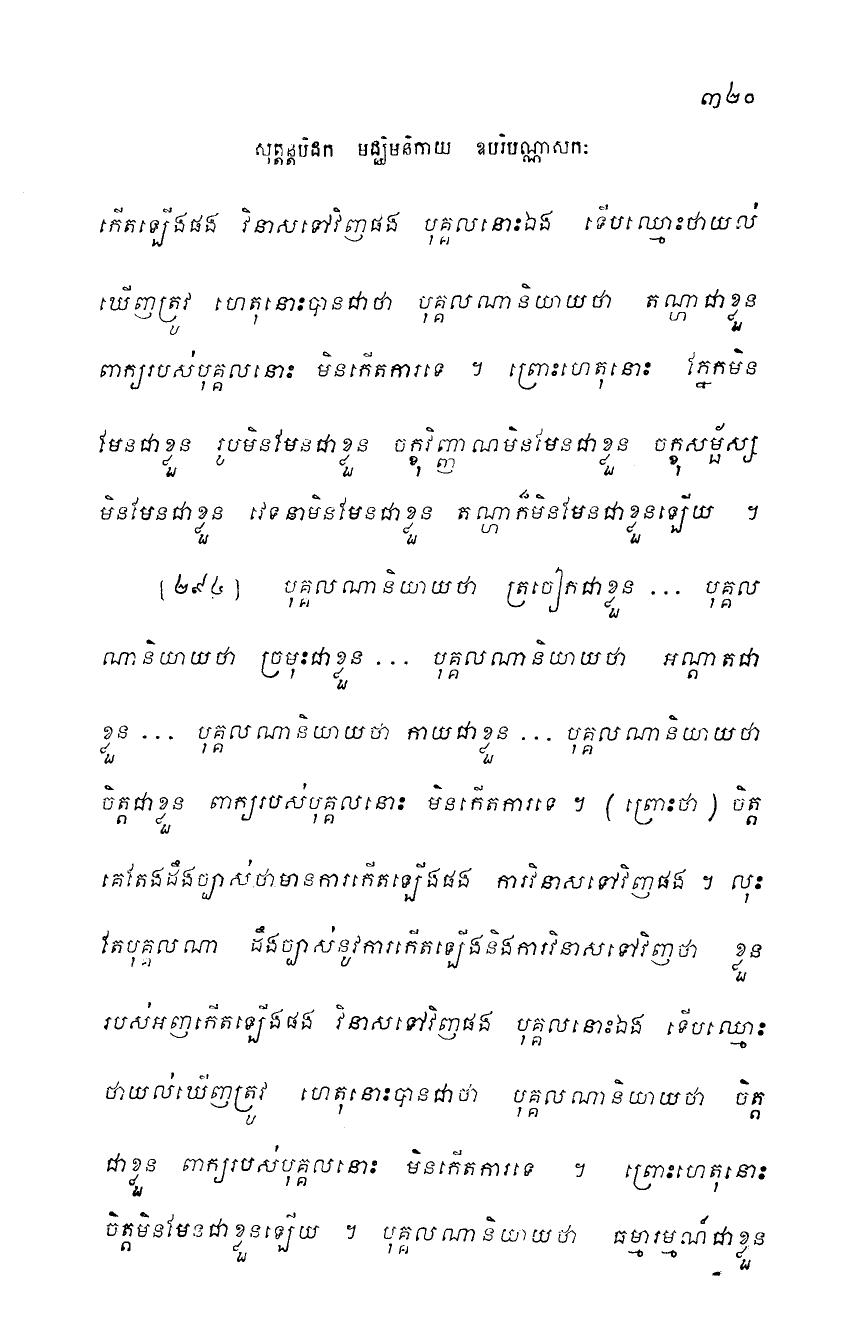 ៣២០
សុត្តន្តបិដក មជ្ឈិមនិកាយ ឧបរិបណ្ណាសកៈ
កើតឡើងផង វិនាសទៅវិញផង បុគ្គលនោះឯង ទើបឈ្មោះថាយល់
ឃើញត្រូវ ហេតុនោះបានជាថា បុគ្គលណានិយាយថា តណ្ហាជាខ្លួន
ពាក្យរបស់បុគ្គលនោះ មិនកើតការទេ ។ ព្រោះហេតុនោះ ភ្នែកមិន
មែនជាខ្លួន រូបមិនមែនជាខ្លួន ចក្ខុវិញ្ញាណមិនមែនជាខ្លួន ចក្ខុសម្ផ័ស្ស
មិនមែនជាខ្លួន វេទនាមិនមែនជាខ្លួន តណ្ហាក៏មិនមែនជាខ្លួនឡើយ ។
[២៩៤] បុគ្គលណានិយាយថា ត្រចៀកជាខ្លួន ... បុគ្គល
ណានិយាយថា ច្រមុះជាខ្លួន ... បុគ្គលណានិយាយថា អណ្តាតជា
ខ្លួន ... បុគ្គលណានិយាយថា កាយជាខ្លួន ... បុគ្គលណានិយាយថា
ចិត្តជាខ្លួន ពាក្យរបស់បុគ្គលនោះ មិនកើតការទេ ។ (ព្រោះថា) ចិត្ត
គេតែងដឹងច្បាស់ថាមានការកើតឡើងផង ការវិនាសទៅវិញផង ។ លុះ
តែបុគ្គលណា ដឹងច្បាស់នូវការកើតឡើងនិងការវិនាសទៅវិញថា ខ្លួន
របស់អញកើតឡើងផង វិនាសទៅវិញផង បុគ្គលនោះឯង ទើបឈ្មោះ
ថាយល់ឃើញត្រូវ ហេតុនោះបានជាថា បុគ្គលណានិយាយថា ចិត្ត
ជាខ្លួន ពាក្យរបស់បុគ្គលនោះ មិនកើតការទេ ។ ព្រោះហេតុនោះ
ចិត្តមិនមែនជាខ្លួនឡើយ ។ បុគ្គលណានិយាយថា ធម្មារម្មណ៍ជាខ្លួន